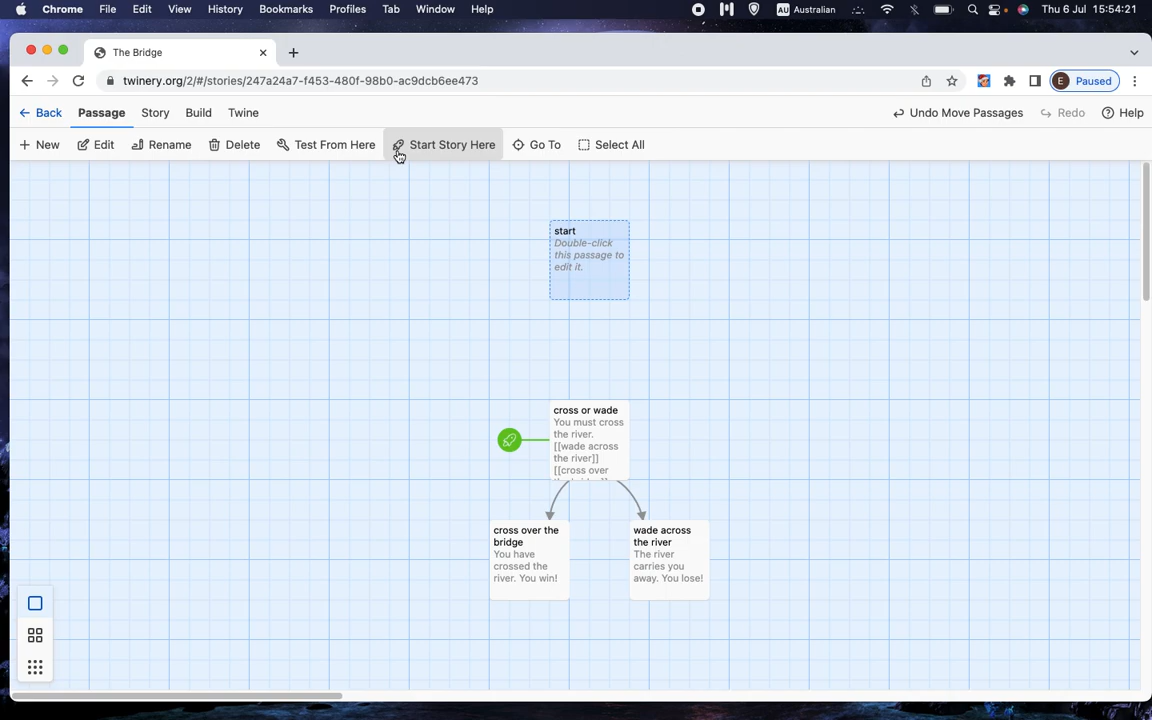 Chrome File Edit View History Bookmarks Profiles Tab Window Help AU Australian Thu 6 Jul 15:54:21
The Bridge
twinery.org/2/#/stories/247a24a7-f453-480f-98b0-ac9dcb6ee473 E Paused
Back Passage Story Build Twine Undo Move Passages Redo Help
New Edit Rename Delete Test From Here Start Story Here Go To Select All
start
Double-click
this passage to
edit it.
cross or wade
You must cross
the river.
[[wade across
the river]]
[[cross over
cross over the
bridge
You have
crossed the
river. You win!
wade across
the river
The river
carries you
away. You lose!